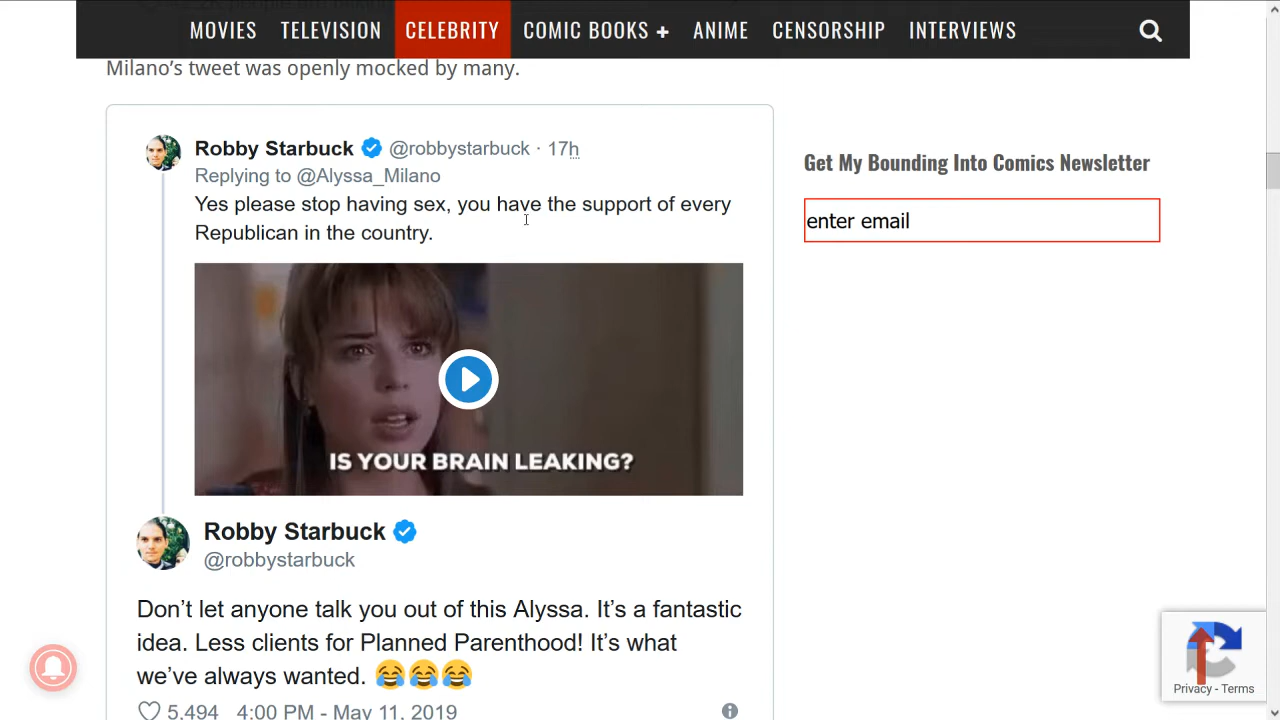 MOVIES TELEVISION CELEBRITY COMIC BOOKS + ANIME CENSORSHIP INTERVIEWS
Milano’s tweet was openly mocked by many.
Robby Starbuck @robbystarbuck · 17h
Replying to @Alyssa_Milano
Yes please stop having sex, you have the support of every
Republican in the country.
IS YOUR BRAIN LEAKING?
Robby Starbuck
@robbystarbuck
Don’t let anyone talk you out of this Alyssa. It’s a fantastic
idea. Less clients for Planned Parenthood! It’s what
we’ve always wanted. 😂😂😂
5,494 4:00 PM - May 11, 2019
Get My Bounding Into Comics Newsletter
enter email
Privacy - Terms